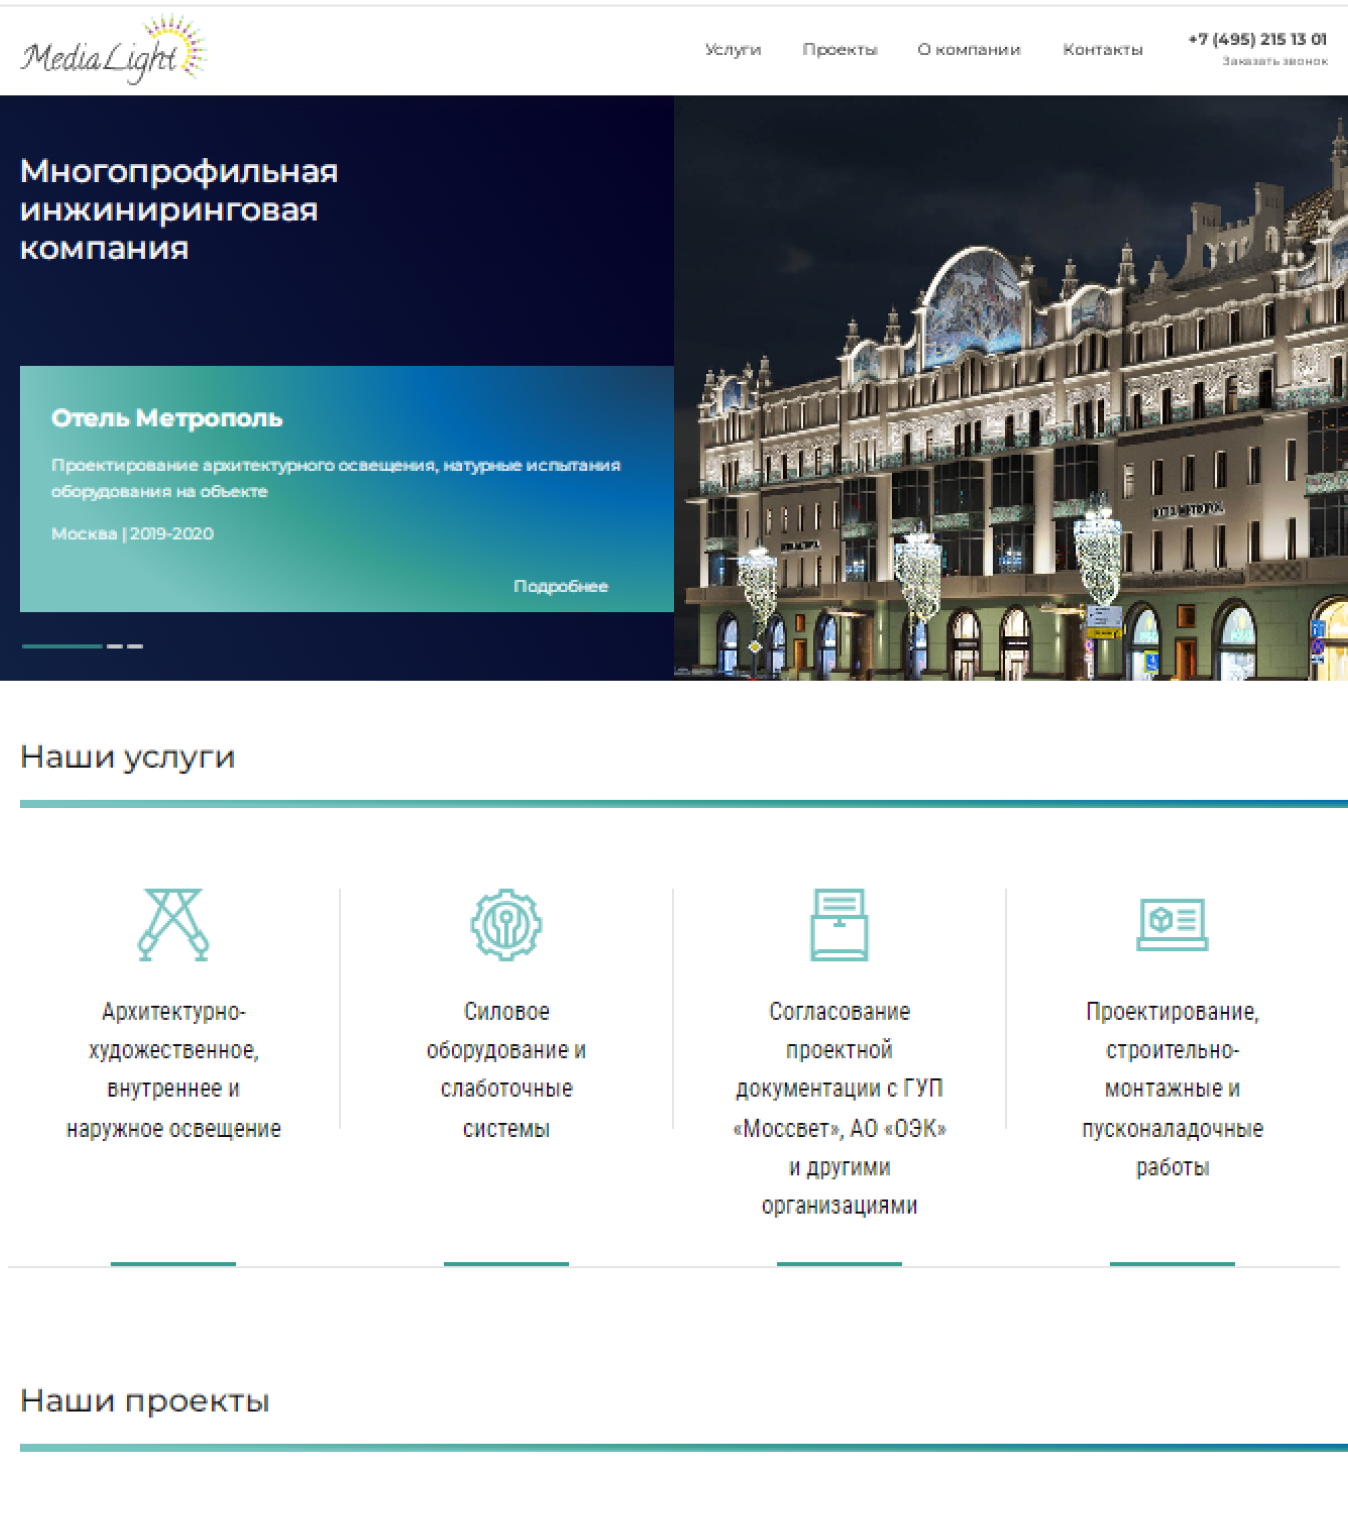 MediaLight
Услуги
Проекты
О компании
Контакты
+7 (495) 215 13 01
Заказать звонок
Многопрофильная
инжиниринговая
компания
Отель Метрополь
Проектирование архитектурного освещения, натурные испытания
оборудования на объекте
Москва | 2019-2020
Подробнее
Наши услуги
Архитектурно-
художественное,
внутреннее и
наружное освещение
Силовое
оборудование и
слаботочные
системы
Согласование
проектной
документации с ГУП
«Моссвет», АО «ОЭК»
и другими
организациями
Проектирование,
строительно-
монтажные и
пусконаладочные
работы
Наши проекты